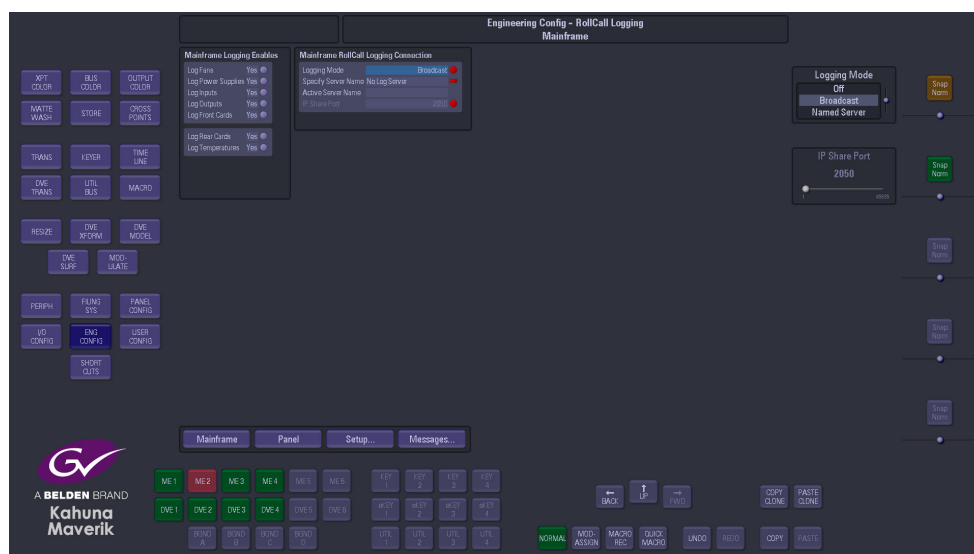 Engineering Config - RollCall Logging
Mainframe
Mainframe Logging Enables
Log Fans Yes
Log Power Supplies Yes
Log Inputs Yes
Log Outputs Yes
Log Front Cards Yes
Log Rear Cards Yes
Log Temperatures Yes
Mainframe RollCall Logging Connection
Logging Mode Broadcast
Specify Server Name No Log Server
Active Server Name
IP Share Port 2050
Logging Mode
Off
Broadcast
Named Server
IP Share Port
2050
1 65535
Snap
Norm
Snap
Norm
Snap
Norm
Snap
Norm
Snap
Norm
XPT
COLOR
BUS
COLOR
OUTPUT
COLOR
MATTE
WASH
STORE
CROSS
POINTS
TRANS
KEYER
TIME
LINE
DVE
TRANS
UTIL
BUS
MACRO
RESIZE
DVE
XFORM
DVE
MODEL
DVE
SURF
MOD-
ULATE
PERIPH
FILING
SYS
PANEL
CONFIG
I/O
CONFIG
ENG
CONFIG
USER
CONFIG
SHORT
CUTS
Mainframe
Panel
Setup...
Messages...
GV
A BELDEN BRAND
Kahuna
Maverik
ME 1
ME 2
ME 3
ME 4
ME 5
ME 6
KEY
1
KEY
2
KEY
3
KEY
4
DVE 1
DVE 2
DVE 3
DVE 4
DVE 5
DVE 6
BGND
A
BGND
B
BGND
C
BGND
D
UTIL
1
UTIL
2
UTIL
3
UTIL
4
BACK
UP
FWD
COPY
CLONE
PASTE
CLONE
NORMAL
MOD-
ASSIGN
MACRO
REC
QUICK
MACRO
UNDO
REDO
COPY
PASTE